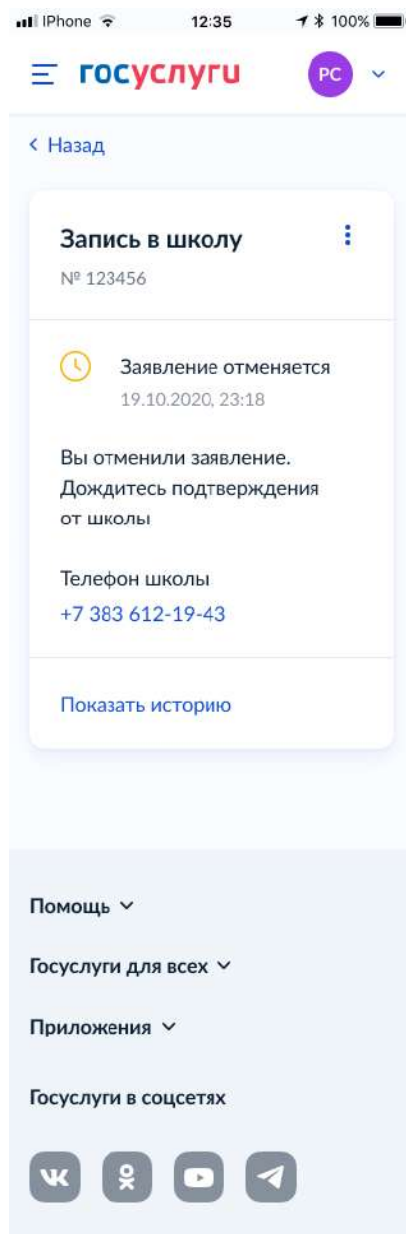 IPhone 12:35 100%
госуслуги РС
Назад
Запись в школу
№ 123456
Заявление отменяется
19.10.2020, 23:18
Вы отменили заявление.
Дождитесь подтверждения
от школы
Телефон школы
+7 383 612-19-43
Показать историю
Помощь
Госуслуги для всех
Приложения
Госуслуги в соцсетях